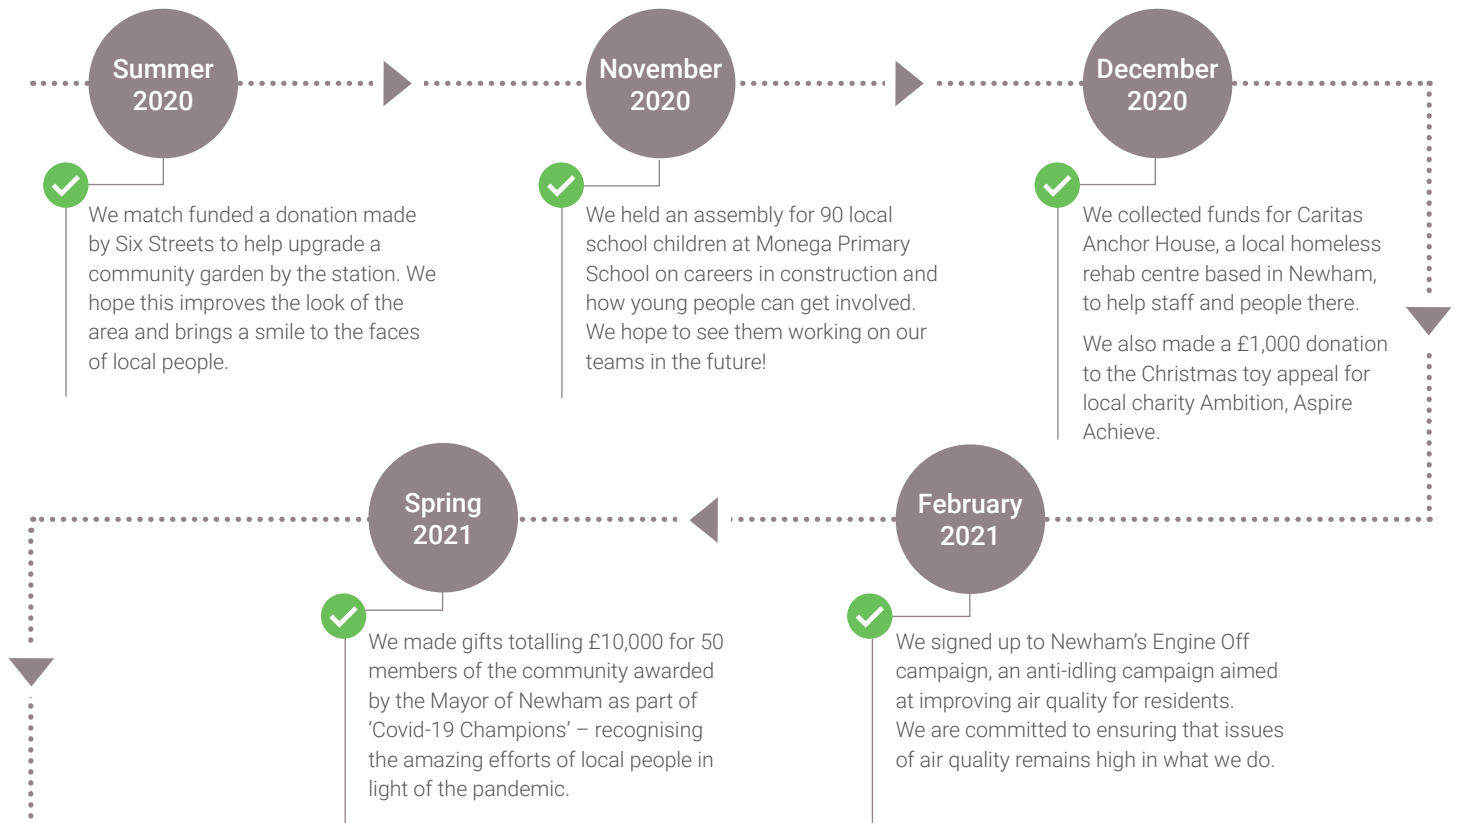 Summer
2020
We match funded a donation made
by Six Streets to help upgrade a
community garden by the station. We
hope this improves the look of the
area and brings a smile to the faces
of local people.
November
2020
We held an assembly for 90 local
school children at Monega Primary
School on careers in construction and
how young people can get involved.
We hope to see them working on our
teams in the future!
December
2020
We collected funds for Caritas
Anchor House, a local homeless
rehab centre based in Newham,
to help staff and people there.
We also made a £1,000 donation
to the Christmas toy appeal for
local charity Ambition, Aspire
Achieve.
February
2021
We signed up to Newham’s Engine Off
campaign, an anti-idling campaign aimed
at improving air quality for residents.
We are committed to ensuring that issues
of air quality remains high in what we do.
Spring
2021
We made gifts totalling £10,000 for 50
members of the community awarded
by the Mayor of Newham as part of
‘Covid-19 Champions’ – recognising
the amazing efforts of local people in
light of the pandemic.